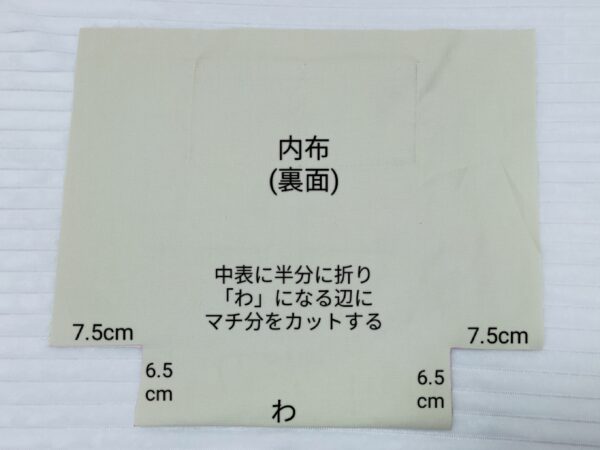 内布
(裏面)
中表に半分に折り
「わ」になる辺に
マチ分をカットする
7.5cm
7.5cm
6.5
cm
6.5
cm
わ